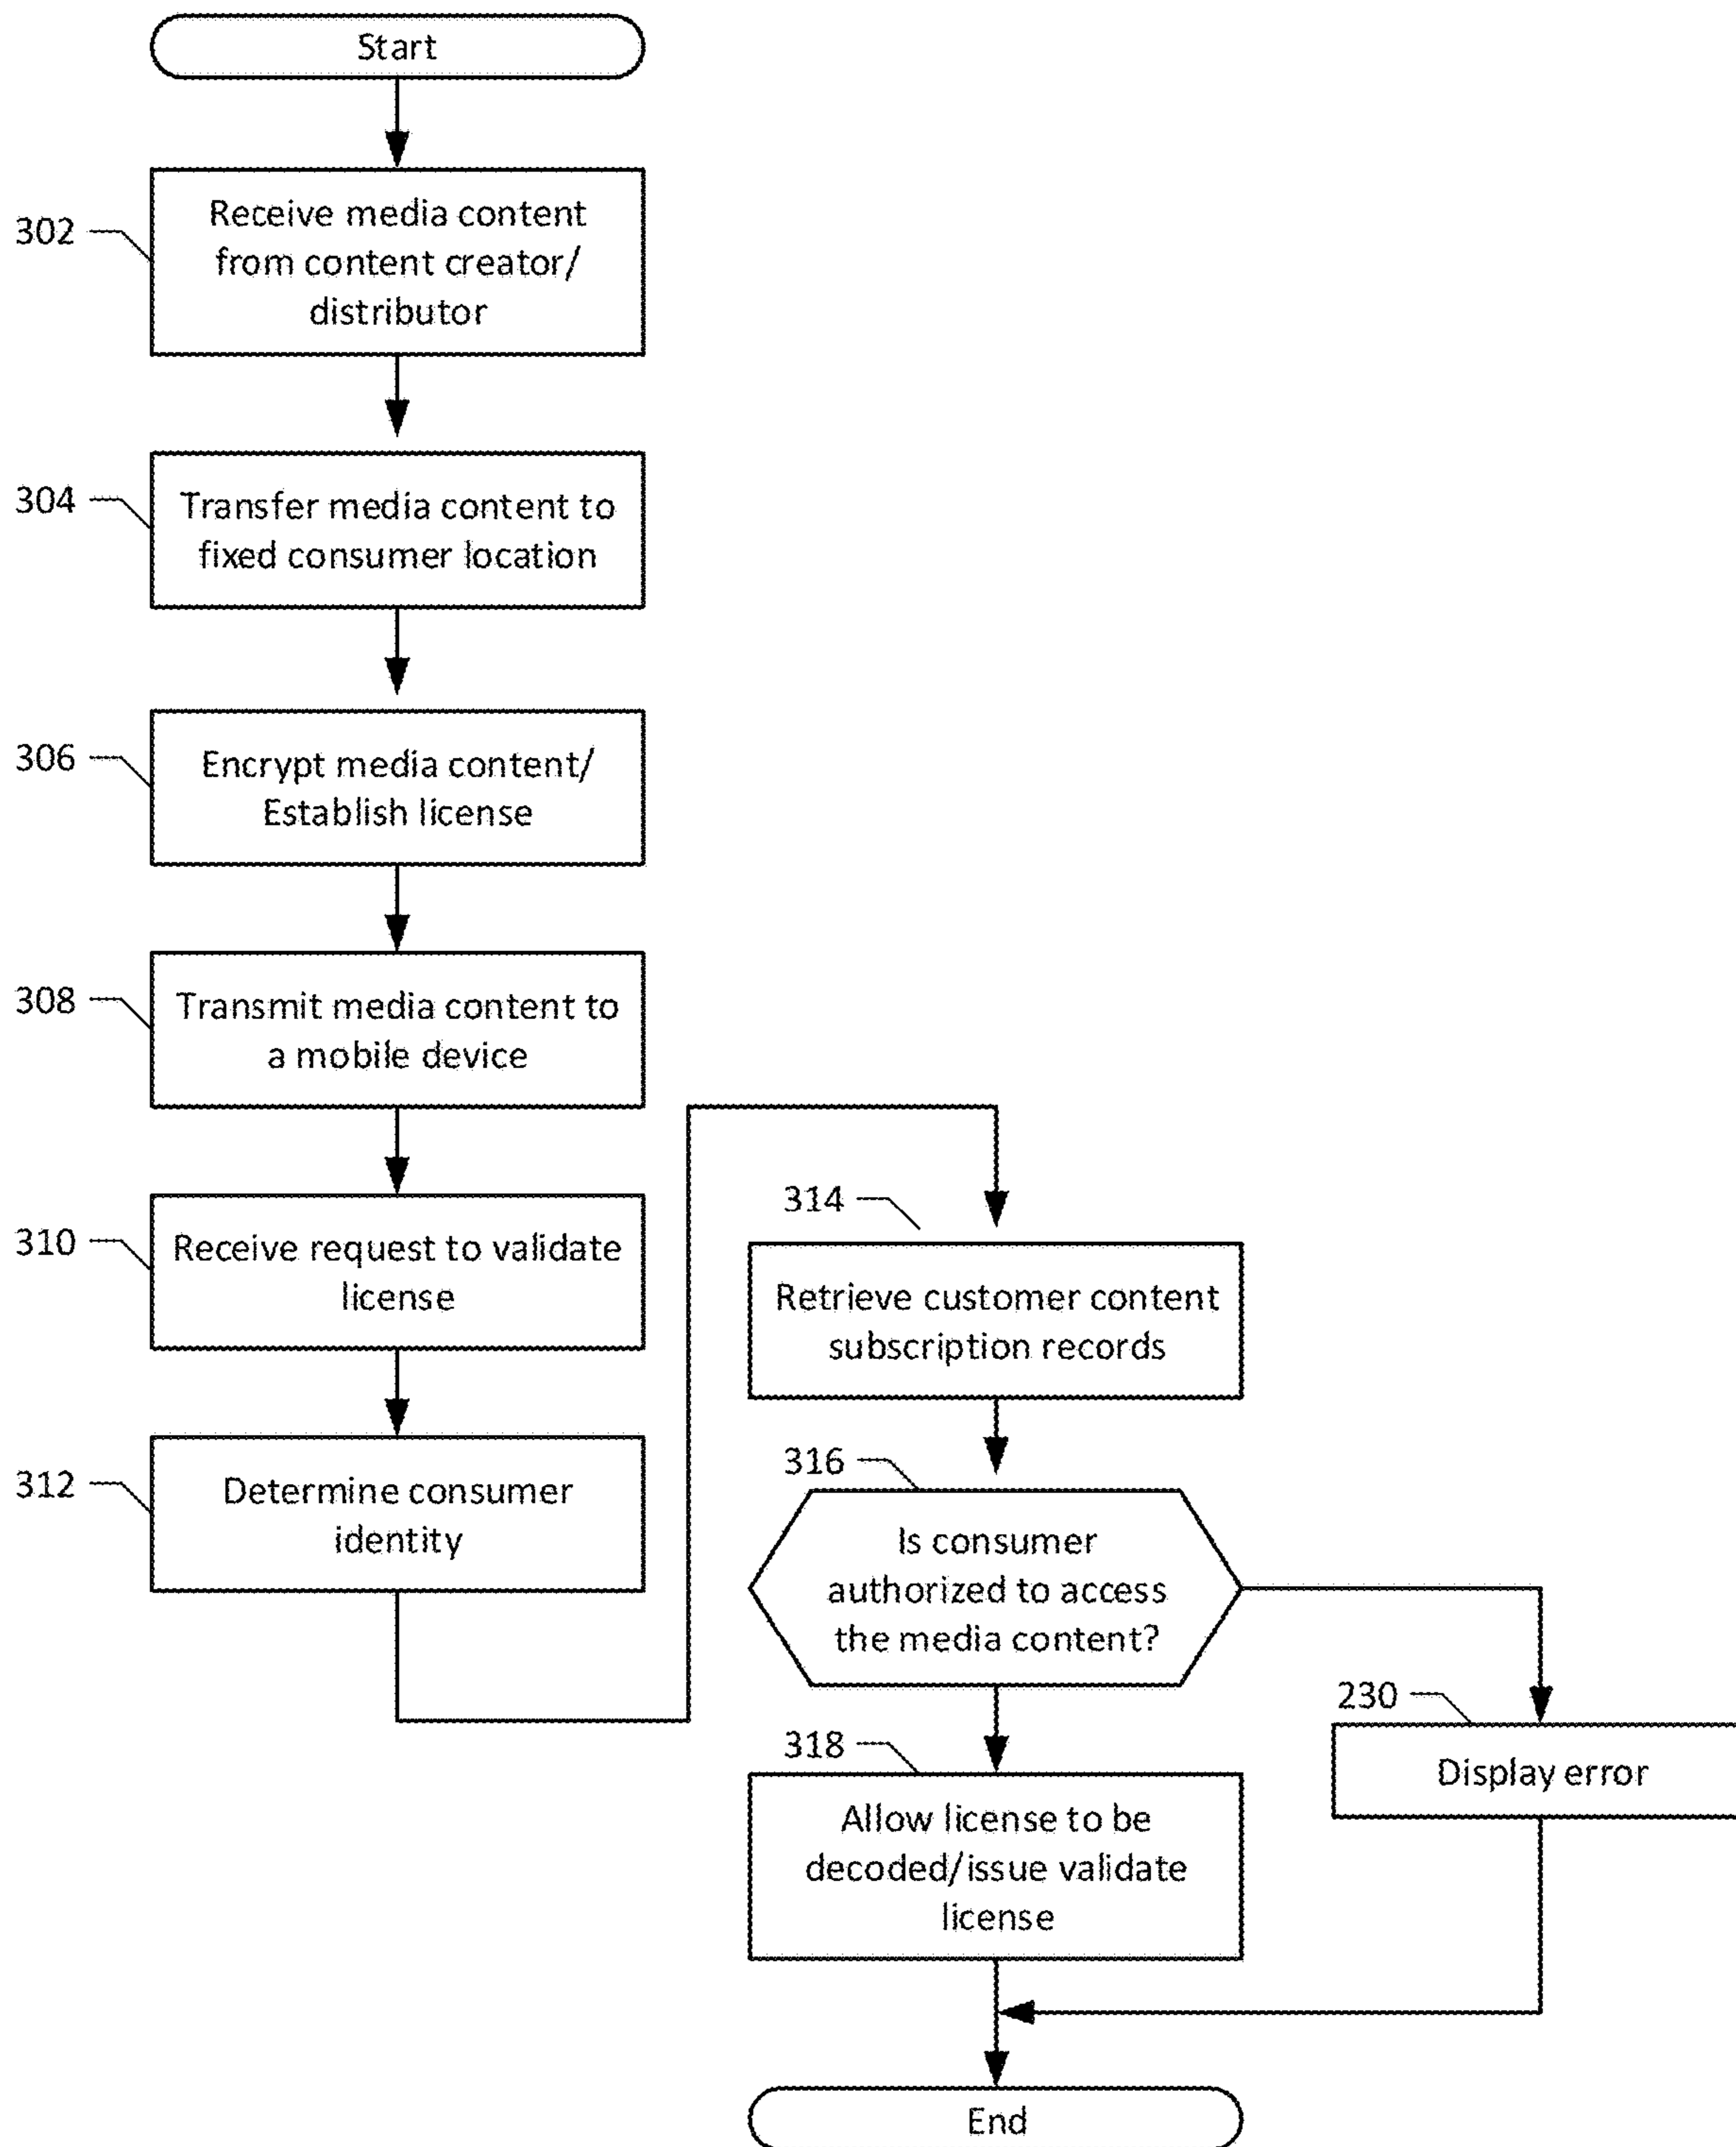 Start
302
Receive media content
from content creator/
distributor
304
Transfer media content to
fixed consumer location
306
Encrypt media content/
Establish license
308
Transmit media content to
a mobile device
310
Receive request to validate
license
312
Determine consumer
identity
314
Retrieve customer content
subscription records
316
Is consumer
authorized to access
the media content?
318
Allow license to be
decoded/issue validate
license
230
Display error
End